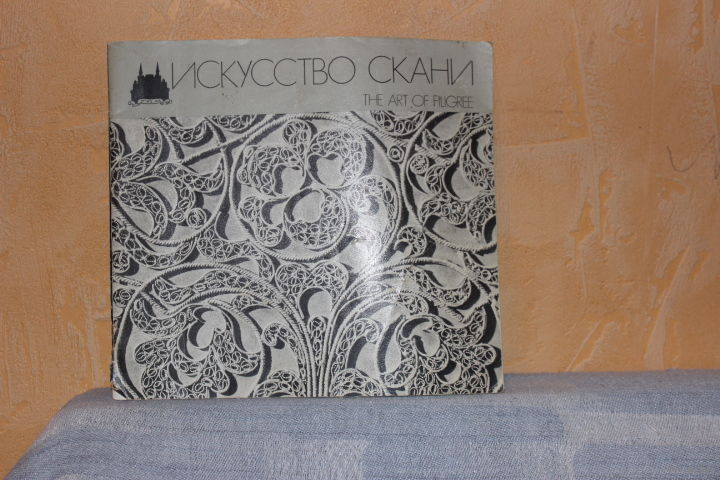 ИСКУССТВО СКАНИ
THE ART OF FILIGREE